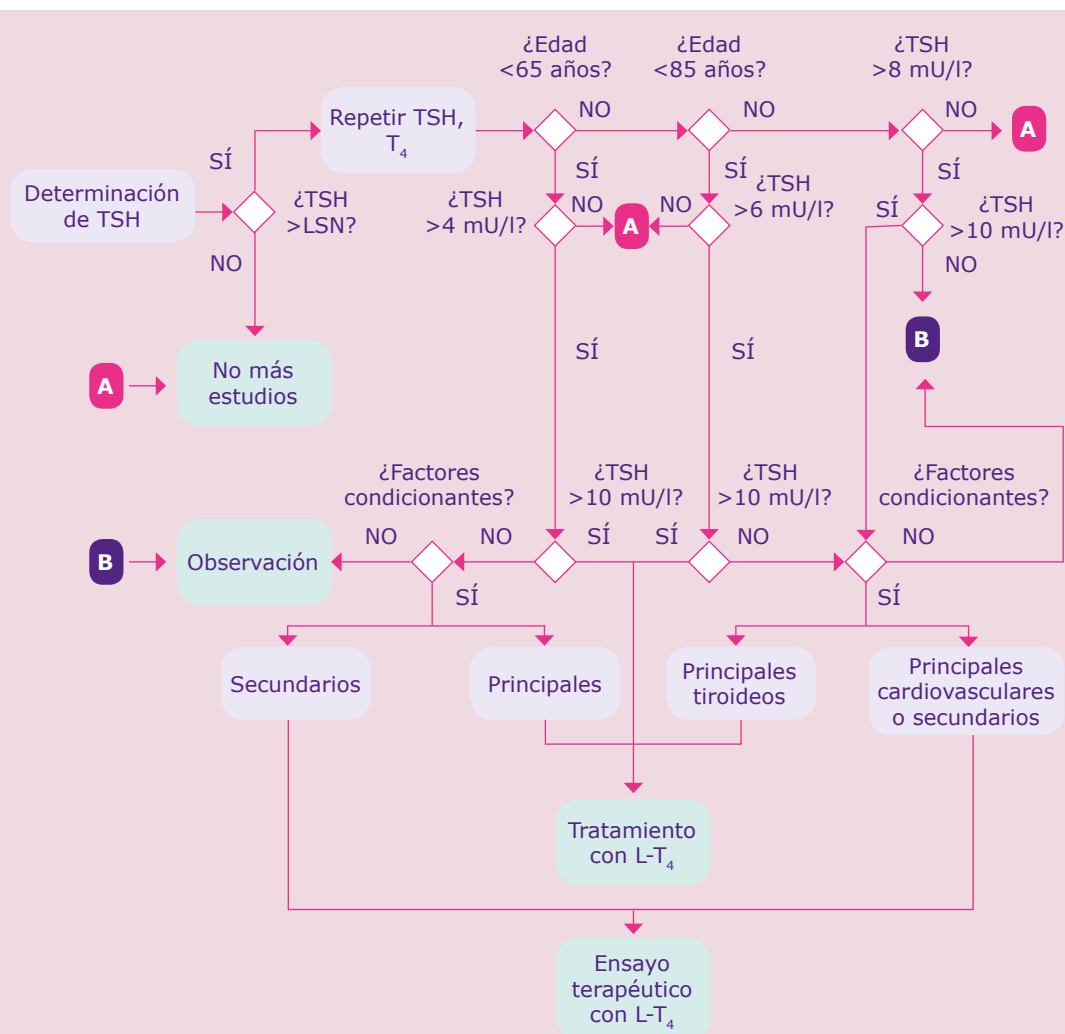 ¿Edad
<65 años?
¿Edad
<85 años?
¿TSH
>8 mU/l?
NO
NO
NO
A
Repetir TSH,
T₄
SÍ
SÍ
SÍ
SÍ
Determinación
de TSH
¿TSH
>LSN?
¿TSH
>4 mU/l?
NO
A
NO
¿TSH
>6 mU/l?
SÍ
¿TSH
>10 mU/l?
NO
NO
B
SÍ
SÍ
A
No más
estudios
¿Factores
condicionantes?
¿TSH
>10 mU/l?
¿TSH
>10 mU/l?
¿Factores
condicionantes?
B
Observación
NO
NO
SÍ
SÍ
NO
NO
SÍ
SÍ
Secundarios
Principales
Principales
tiroideos
Principales
cardiovasculares
o secundarios
Tratamiento
con L-T₄
Ensayo
terapéutico
con L-T₄